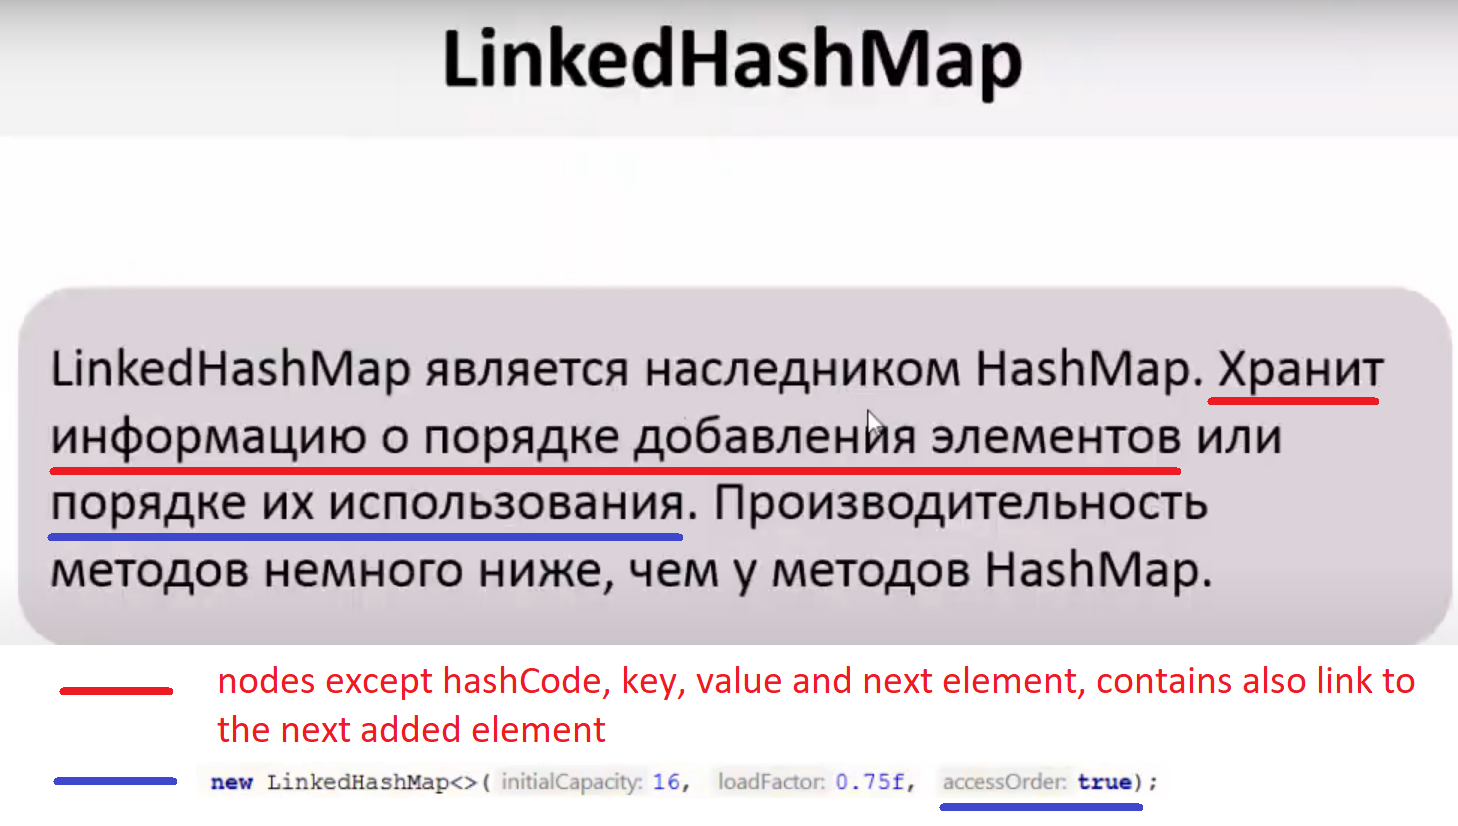 LinkedHashMap
LinkedHashMap является наследником HashMap. Хранит
информацию о порядке добавления элементов или
порядке их использования. Производительность
методов немного ниже, чем у методов HashMap.
nodes except hashCode, key, value and next element, contains also link to
the next added element
new LinkedHashMap<>( initialCapacity: 16, loadFactor: 0.75f, accessOrder: true);